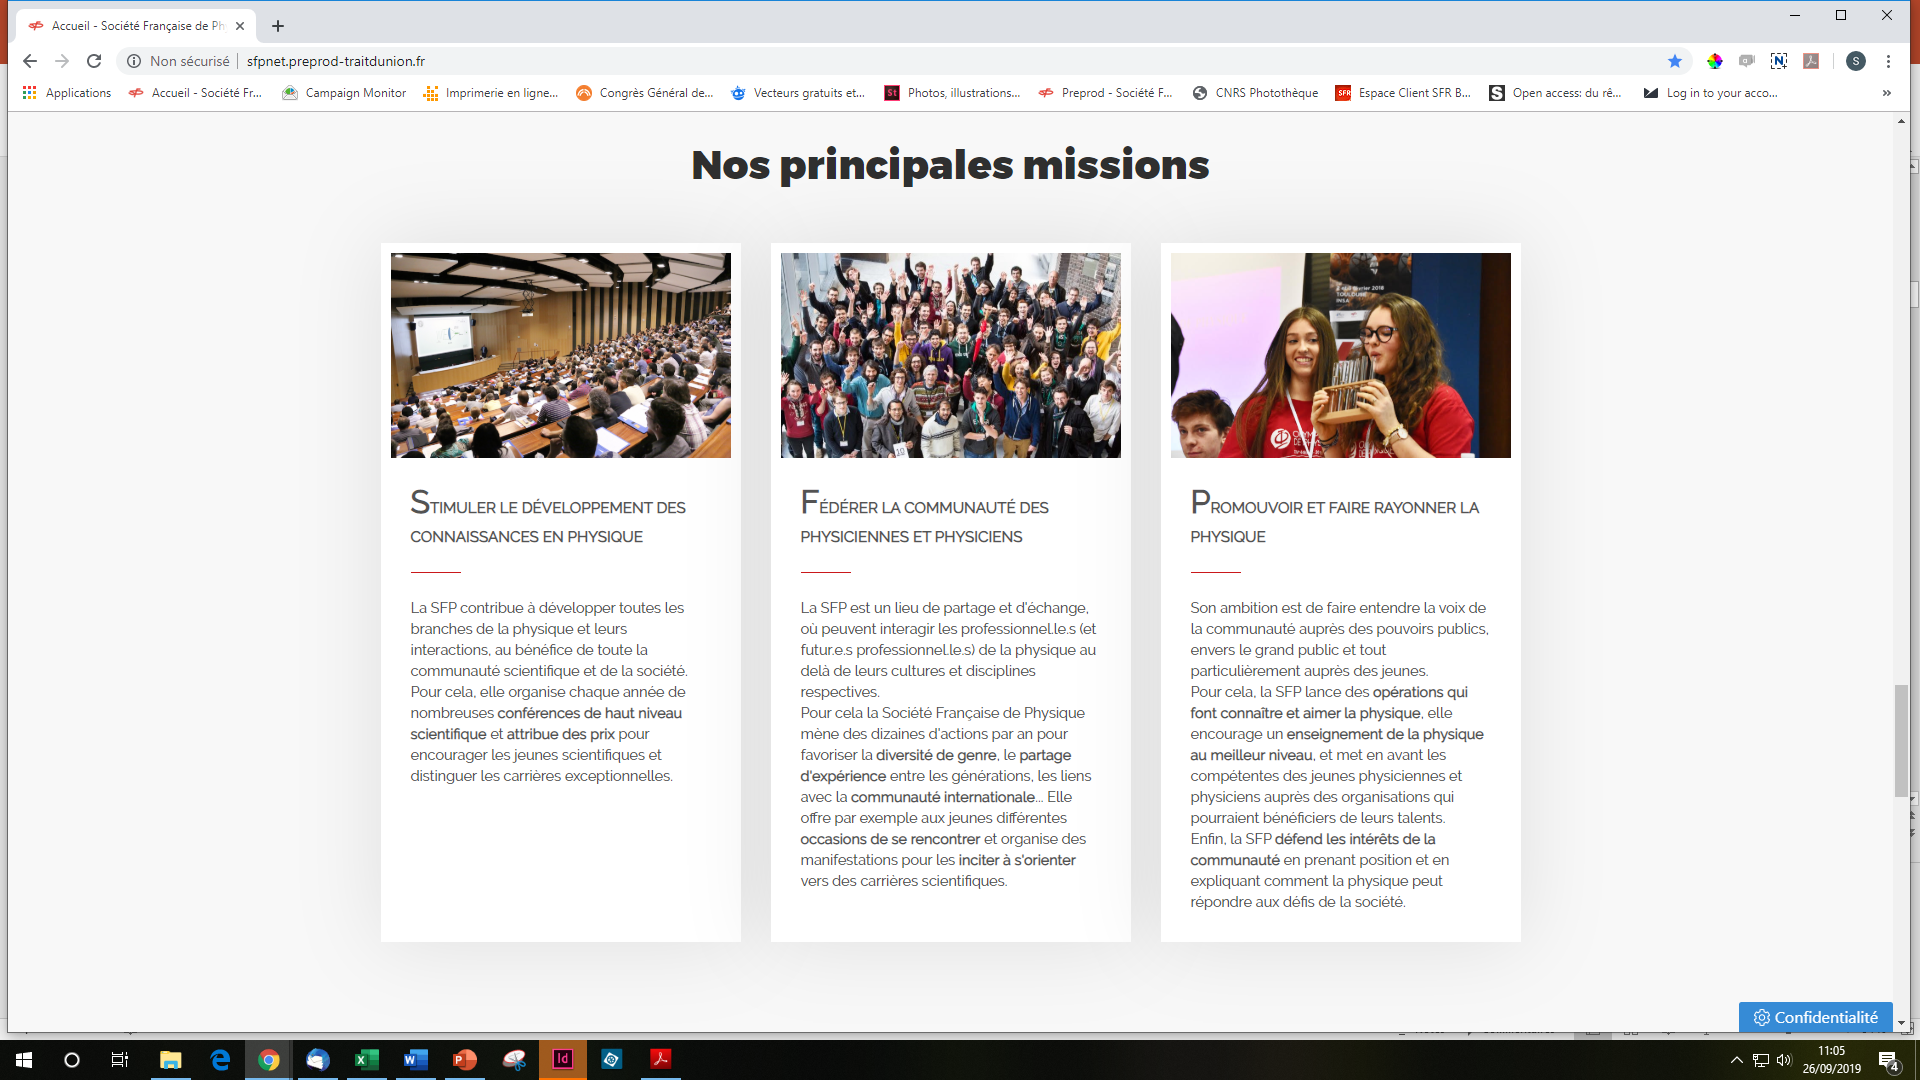 Accueil - Société Française de Ph
Non sécurisé
sfpnet.preprod-traitdunion.fr
S
Applications
Accueil - Société Fr...
Campaign Monitor
Imprimerie en ligne...
Congrès Général de...
Vecteurs gratuits et...
St
Photos, illustrations...
Preprod - Société F...
CNRS Photothèque
SFR
Espace Client SFR B...
Open access: du rê...
Log in to your acco...
Nos principales missions
STIMULER LE DÉVELOPPEMENT DES
CONNAISSANCES EN PHYSIQUE
La SFP contribue à développer toutes les
branches de la physique et leurs
interactions, au bénéfice de toute la
communauté scientifique et de la société.
Pour cela, elle organise chaque année de
nombreuses conférences de haut niveau
scientifique et attribue des prix pour
encourager les jeunes scientifiques et
distinguer les carrières exceptionnelles.
FÉDÉRER LA COMMUNAUTÉ DES
PHYSICIENNES ET PHYSICIENS
La SFP est un lieu de partage et d'échange,
où peuvent interagir les professionnel.le.s (et
futur.e.s professionnel.le.s) de la physique au
delà de leurs cultures et disciplines
respectives.
Pour cela la Société Française de Physique
mène des dizaines d'actions par an pour
favoriser la diversité de genre, le partage
d'expérience entre les générations, les liens
avec la communauté internationale... Elle
offre par exemple aux jeunes différentes
occasions de se rencontrer et organise des
manifestations pour les inciter à s'orienter
vers des carrières scientifiques.
PROMOUVOIR ET FAIRE RAYONNER LA
PHYSIQUE
Son ambition est de faire entendre la voix de
la communauté auprès des pouvoirs publics,
envers le grand public et tout
particulièrement auprès des jeunes.
Pour cela, la SFP lance des opérations qui
font connaître et aimer la physique, elle
encourage un enseignement de la physique
au meilleur niveau, et met en avant les
compétences des jeunes physiciennes et
physiciens auprès des organisations qui
pourraient bénéficier de leurs talents.
Enfin, la SFP défend les intérêts de la
communauté en prenant position et en
expliquant comment la physique peut
répondre aux défis de la société.
Confidentialité
Id
11:05
26/09/2019
4